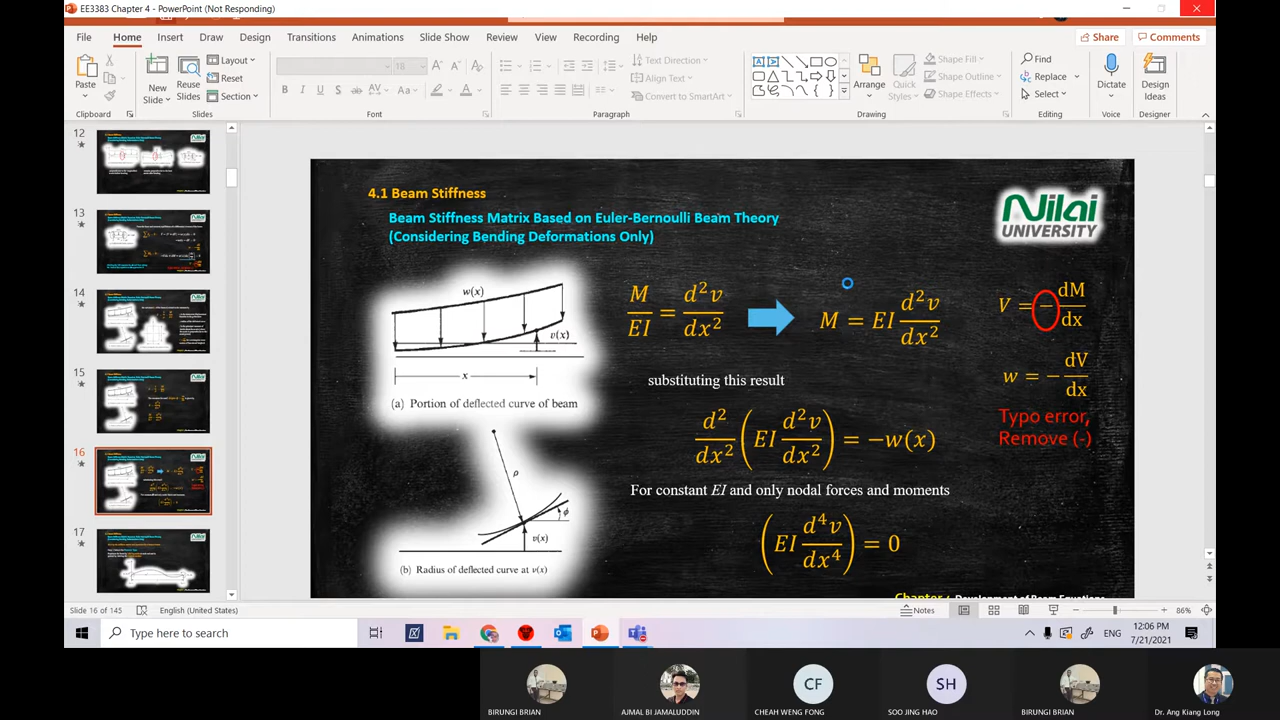 EE3383 Chapter 4 - PowerPoint (Not Responding)
File Home Insert Draw Design Transitions Animations Slide Show Review View Recording Help
Share Comments
Paste
New Slide
Reuse Slides
Layout
Reset
Section
18
Text Direction
Align Text
Convert to SmartArt
Arrange
Quick Styles
Shape Fill
Shape Outline
Shape Effects
Find
Replace
Select
Dictate
Design Ideas
Clipboard Slides Font Paragraph Drawing Editing Voice Designer
12
13
14
15
16
17
4.1 Beam Stiffness
Beam Stiffness Matrix Based on Euler-Bernoulli Beam Theory
(Considering Bending Deformations Only)
Nilai
UNIVERSITY
w(x)
v(x)
x
(a) Portion of deflected curve of beam
ρ
ϕ
v(x)
(b) Radius of deflected curve at v(x)
M/EI = d²v/dx²
M = EI d²v/dx²
V = − dM/dx
w = − dV/dx
Typo error,
Remove (-)
substituting this result
d²/dx² (EI d²v/dx²) = −w(x)
For constant EI and only nodal forces and moments
(EI d⁴v/dx⁴) = 0
Slide 16 of 145
English (United States)
Notes
86%
Type here to search
ENG
12:06 PM
7/21/2021
CF
SH
BIRUNGI BRIAN
AJMAL BI JAMALUDDIN
CHEAH WENG FONG
SOO JING HAO
BIRUNGI BRIAN
Dr. Ang Kiang Long